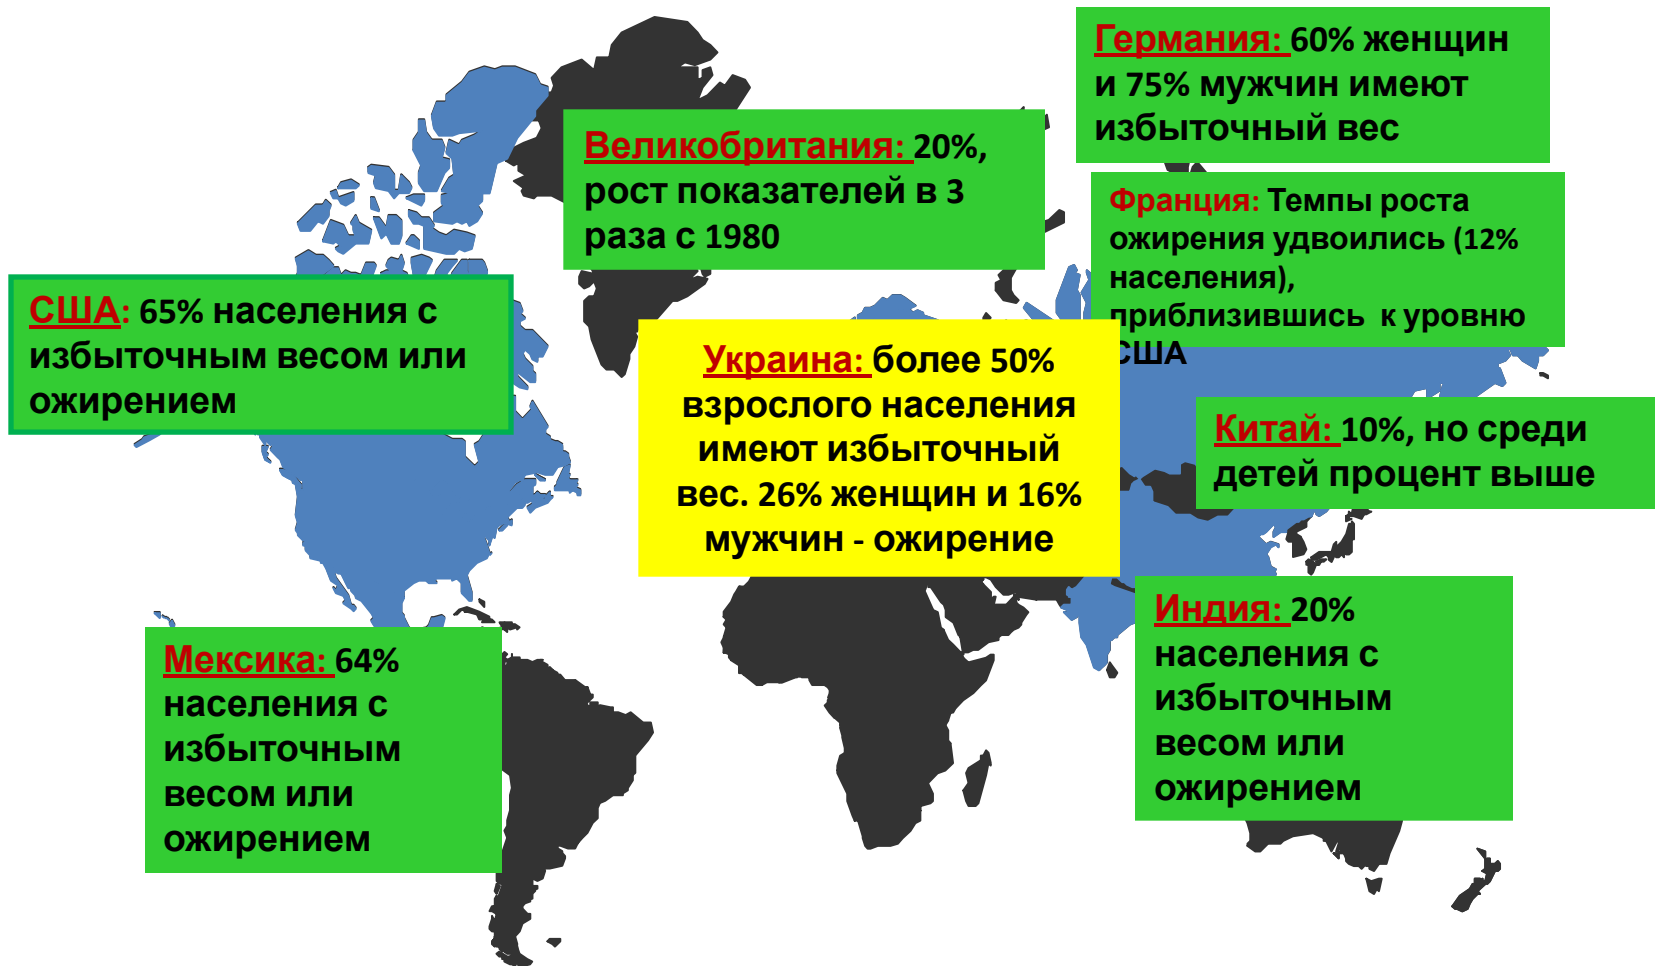 Германия: 60% женщин
и 75% мужчин имеют
избыточный вес
Великобритания: 20%,
рост показателей в 3
раза с 1980
Франция: Темпы роста
ожирения удвоились (12%
населения),
приблизившись к уровню
США
США: 65% населения с
избыточным весом или
ожирением
Украина: более 50%
взрослого населения
имеют избыточный
вес. 26% женщин и 16%
мужчин - ожирение
Китай: 10%, но среди
детей процент выше
Мексика: 64%
населения с
избыточным
весом или
ожирением
Индия: 20%
населения с
избыточным
весом или
ожирением